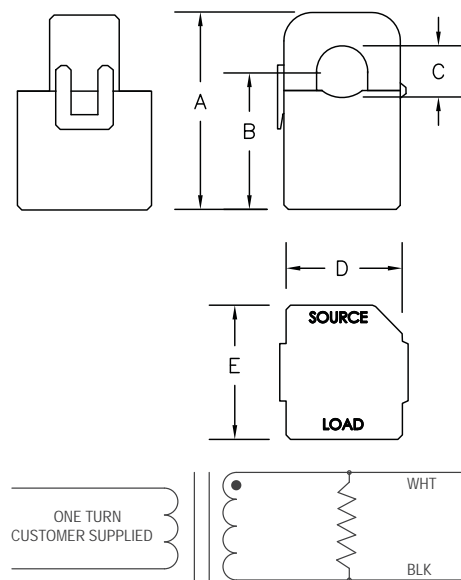 A
B
C
D
E
SOURCE
LOAD
ONE TURN
CUSTOMER SUPPLIED
WHT
BLK